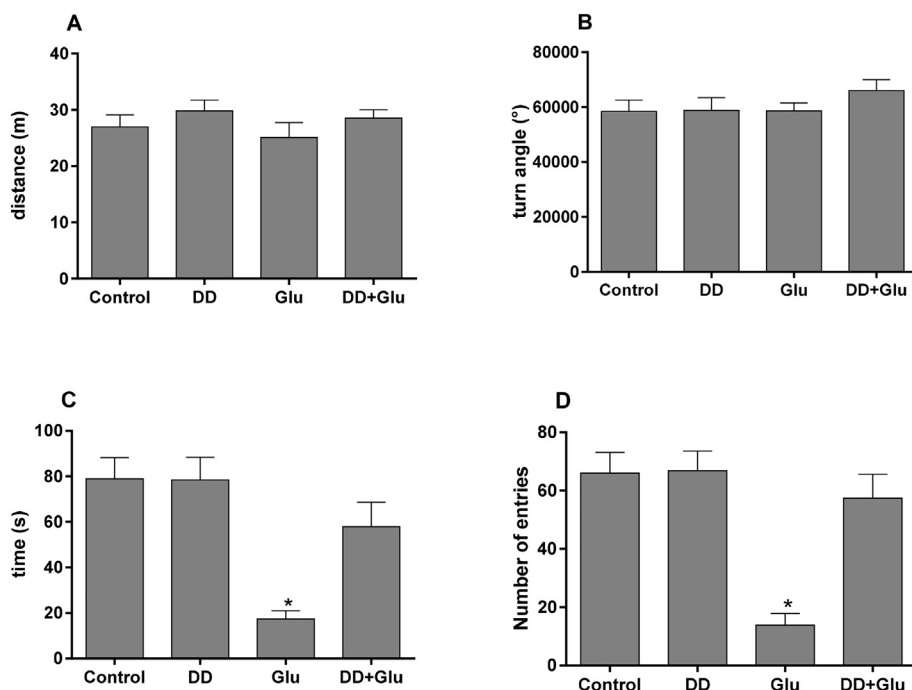 A
distance (m)
40
30
20
10
0
Control DD Glu DD+Glu
B
turn angle (°)
80000
60000
40000
20000
0
Control DD Glu DD+Glu
C
time (s)
100
80
60
40
20
0
*
Control DD Glu DD+Glu
D
Number of entries
80
60
40
20
0
*
Control DD Glu DD+Glu